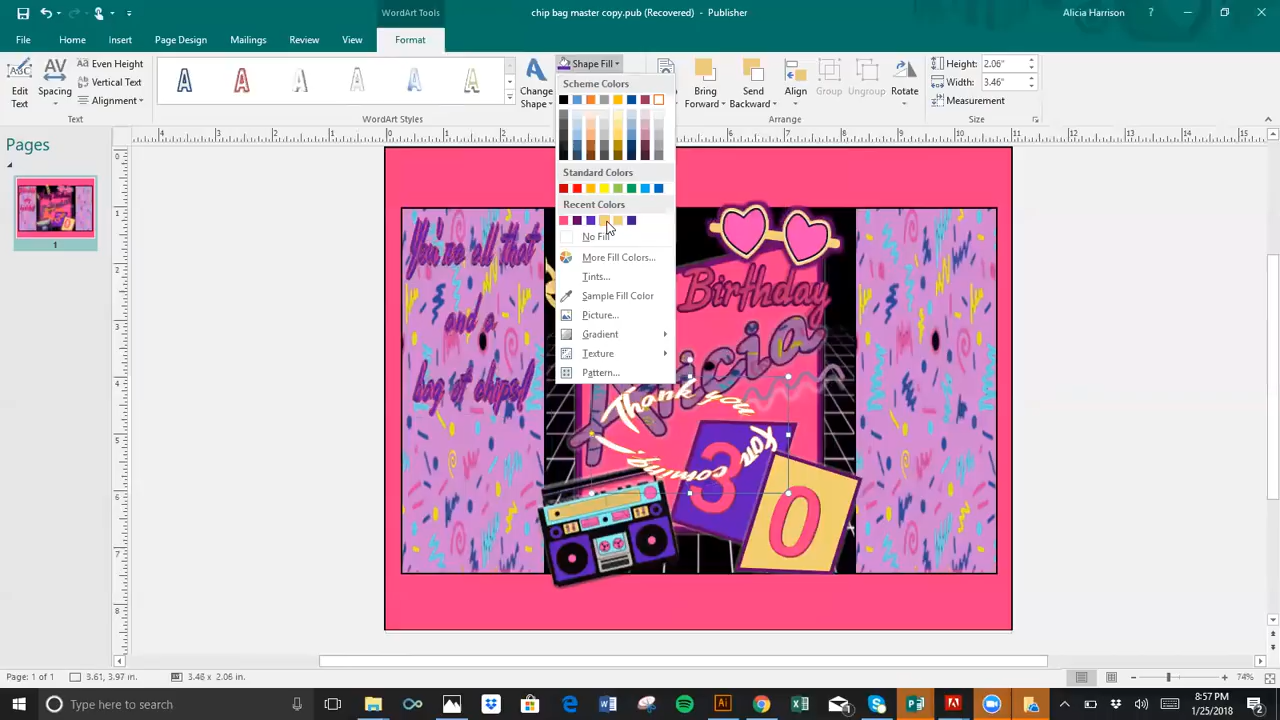 WordArt Tools
chip bag master copy.pub (Recovered) - Publisher
Alicia Harrison
?
File
Home
Insert
Page Design
Mailings
Review
View
Format
Edit Text
Spacing
Even Height
Vertical Text
Alignment
Text
WordArt Styles
Change Shape
Shape Fill
Bring Forward
Send Backward
Align
Group
Ungroup
Rotate
Arrange
Height: 2.06"
Width: 3.46"
Measurement
Size
Scheme Colors
Standard Colors
Recent Colors
No Fill
More Fill Colors...
Tints...
Sample Fill Color
Picture...
Gradient
Texture
Pattern...
Pages
1
1
You've all that
and a
bag of chips!
Birthday
Alicia
Thank you
for coming!
30
Page: 1 of 1
3.61, 3.97 in.
3.46 x 2.06 in.
74%
Type here to search
8:57 PM
1/25/2018